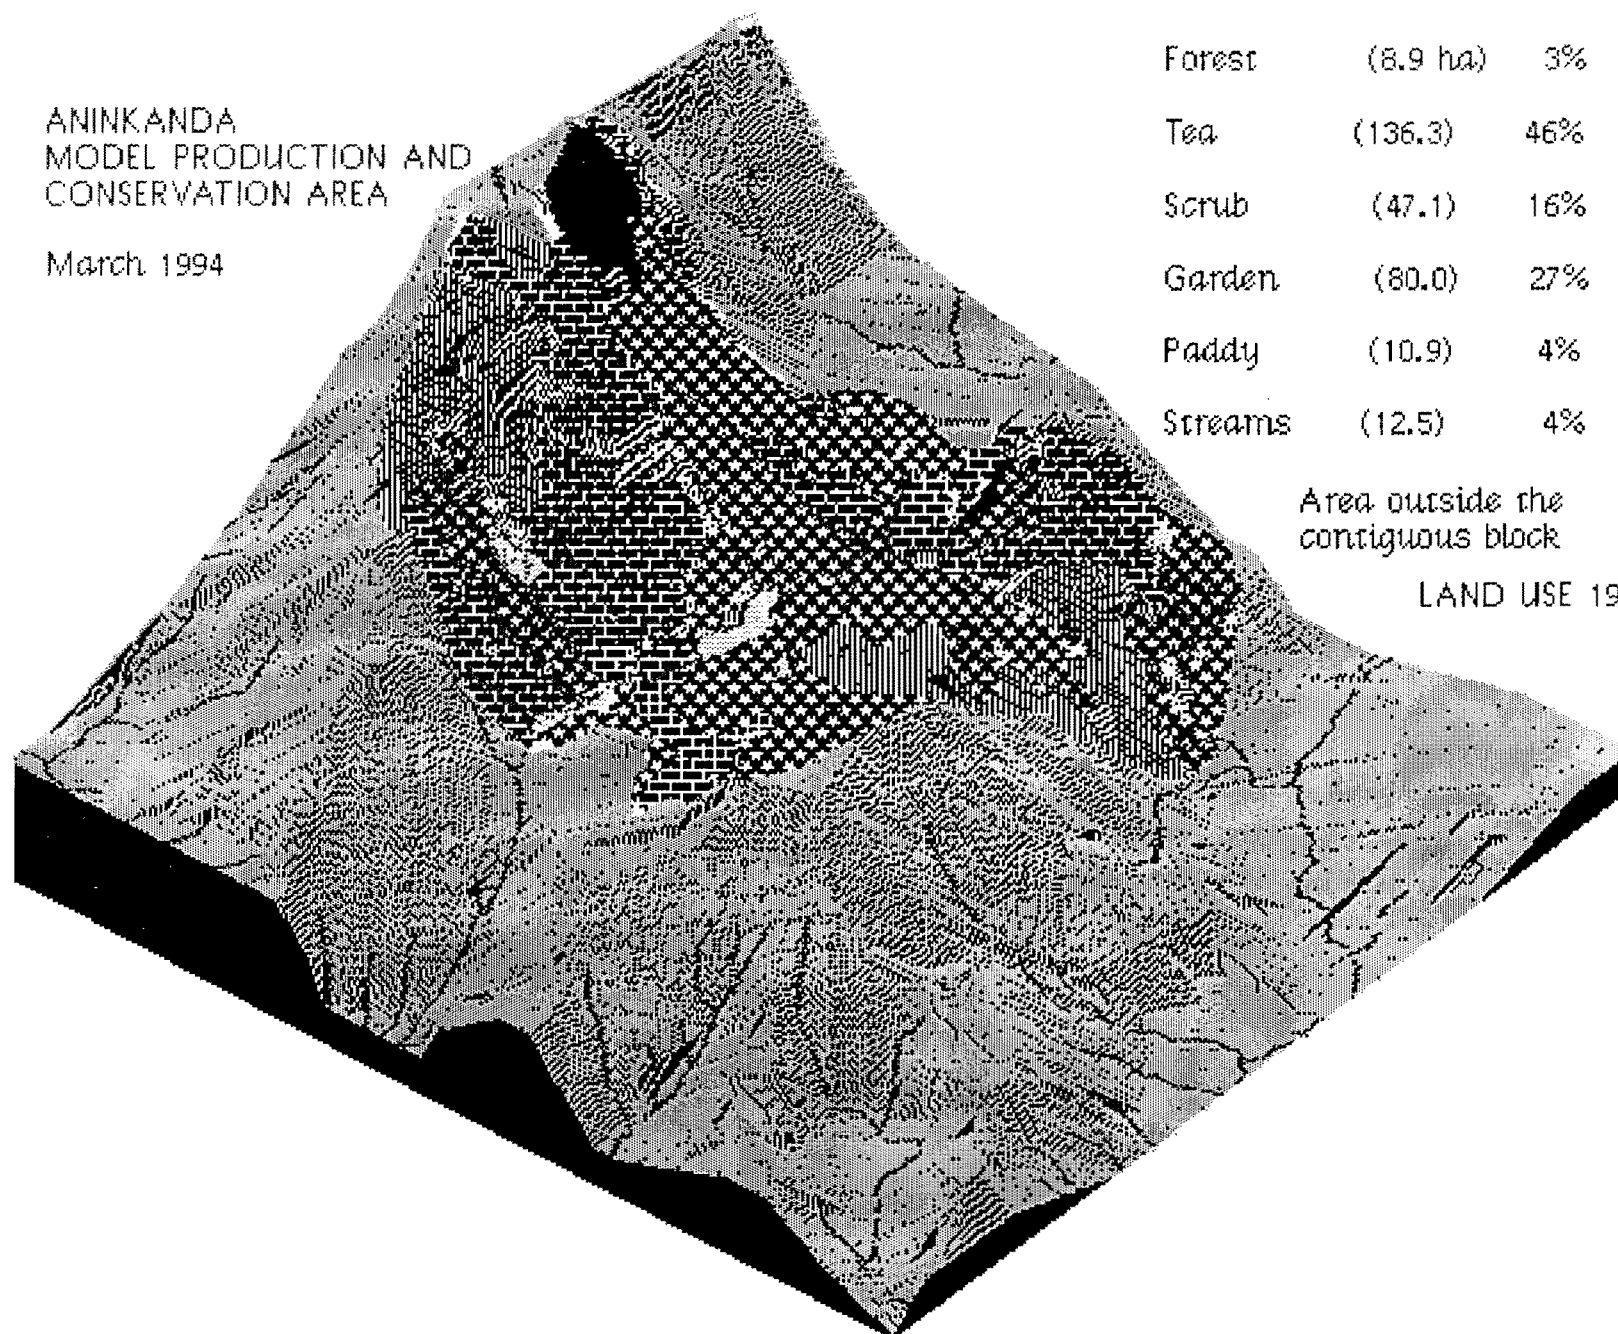 ANINKANDA
MODEL PRODUCTION AND
CONSERVATION AREA
March 1994
Forest (8.9 ha) 3%
Tea (136.3) 46%
Scrub (47.1) 16%
Garden (80.0) 27%
Paddy (10.9) 4%
Streams (12.5) 4%
Area outside the
contiguous block
LAND USE 19